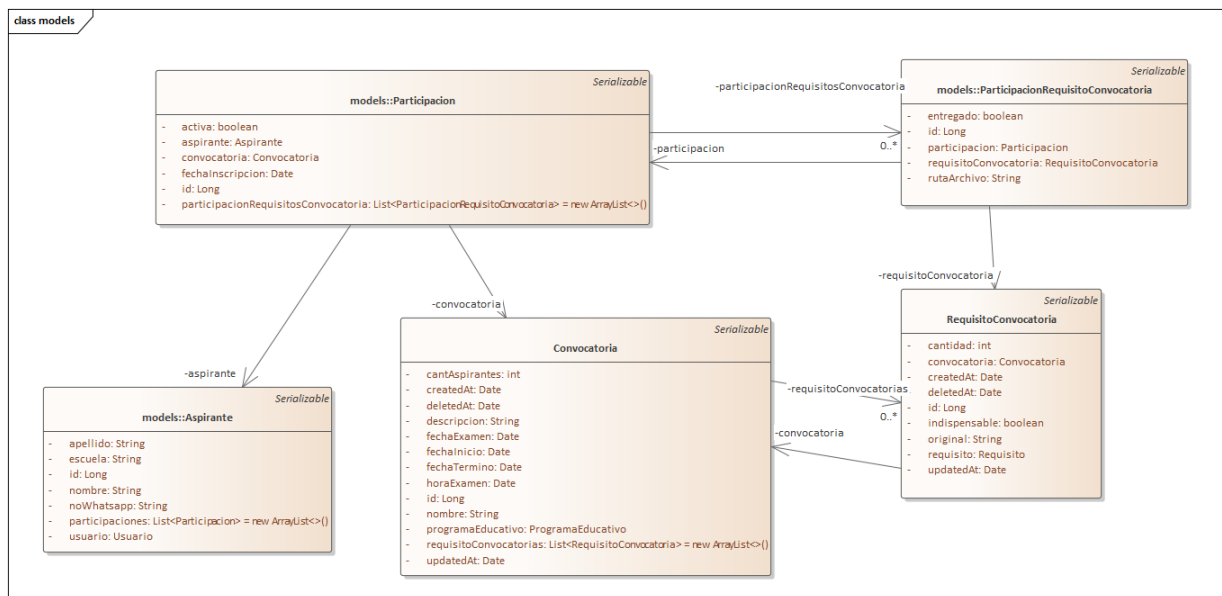 class models
Serializable
models::Participacion
- activa: boolean
- aspirante: Aspirante
- convocatoria: Convocatoria
- fechaInscripcion: Date
- id: Long
- participacionRequisitosConvocatoria: List<ParticipacionRequisitoConvocatoria> = new ArrayList<>()
-participacionRequisitosConvocatoria
0..*
-participacion
Serializable
models::ParticipacionRequisitoConvocatoria
- entregado: boolean
- id: Long
- participacion: Participacion
- requisitoConvocatoria: RequisitoConvocatoria
- rutaArchivo: String
-requisitoConvocatoria
-convocatoria
-aspirante
Serializable
models::Aspirante
- apellido: String
- escuela: String
- id: Long
- nombre: String
- noWhatsapp: String
- participaciones: List<Participacion> = new ArrayList<>()
- usuario: Usuario
Serializable
Convocatoria
- cantAspirantes: int
- createdAt: Date
- deletedAt: Date
- descripcion: String
- fechaExamen: Date
- fechaInicio: Date
- fechaTermino: Date
- horaExamen: Date
- id: Long
- nombre: String
- programaEducativo: ProgramaEducativo
- requisitoConvocatorias: List<RequisitoConvocatoria> = new ArrayList<>()
- updatedAt: Date
-requisitoConvocatorias
0..*
-convocatoria
Serializable
RequisitoConvocatoria
- cantidad: int
- convocatoria: Convocatoria
- createdAt: Date
- deletedAt: Date
- id: Long
- indispensable: boolean
- original: String
- requisito: Requisito
- updatedAt: Date